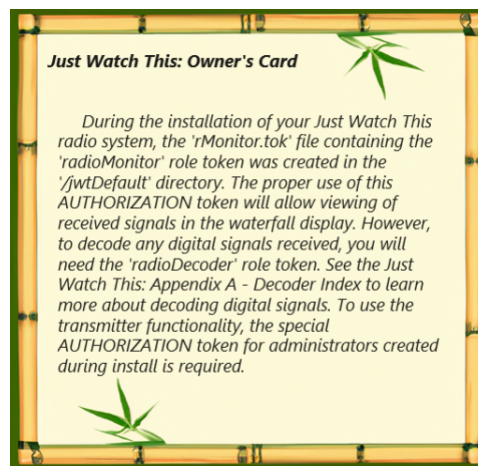 Just Watch This: Owner's Card
During the installation of your Just Watch This
radio system, the 'rMonitor.tok' file containing the
'radioMonitor' role token was created in the
'/jwtDefault' directory. The proper use of this
AUTHORIZATION token will allow viewing of
received signals in the waterfall display. However,
to decode any digital signals received, you will
need the 'radioDecoder' role token. See the Just
Watch This: Appendix A - Decoder Index to learn
more about decoding digital signals. To use the
transmitter functionality, the special
AUTHORIZATION token for administrators created
during install is required.